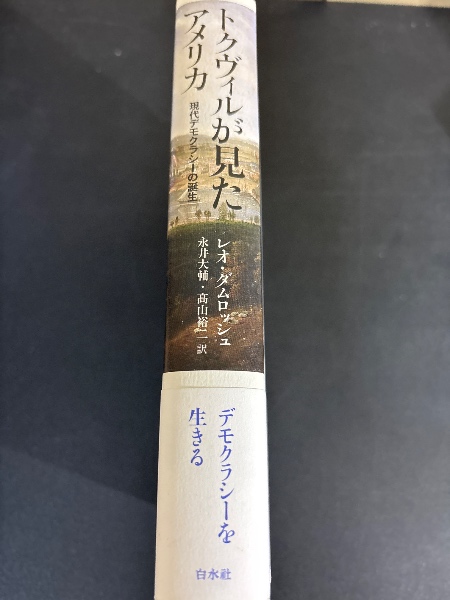 トクヴィルが見た
アメリカ
現代デモクラシーの誕生
レオ・ダムロッシュ
永井大輔・髙山裕二 訳
デモクラシーを
生きる
白水社